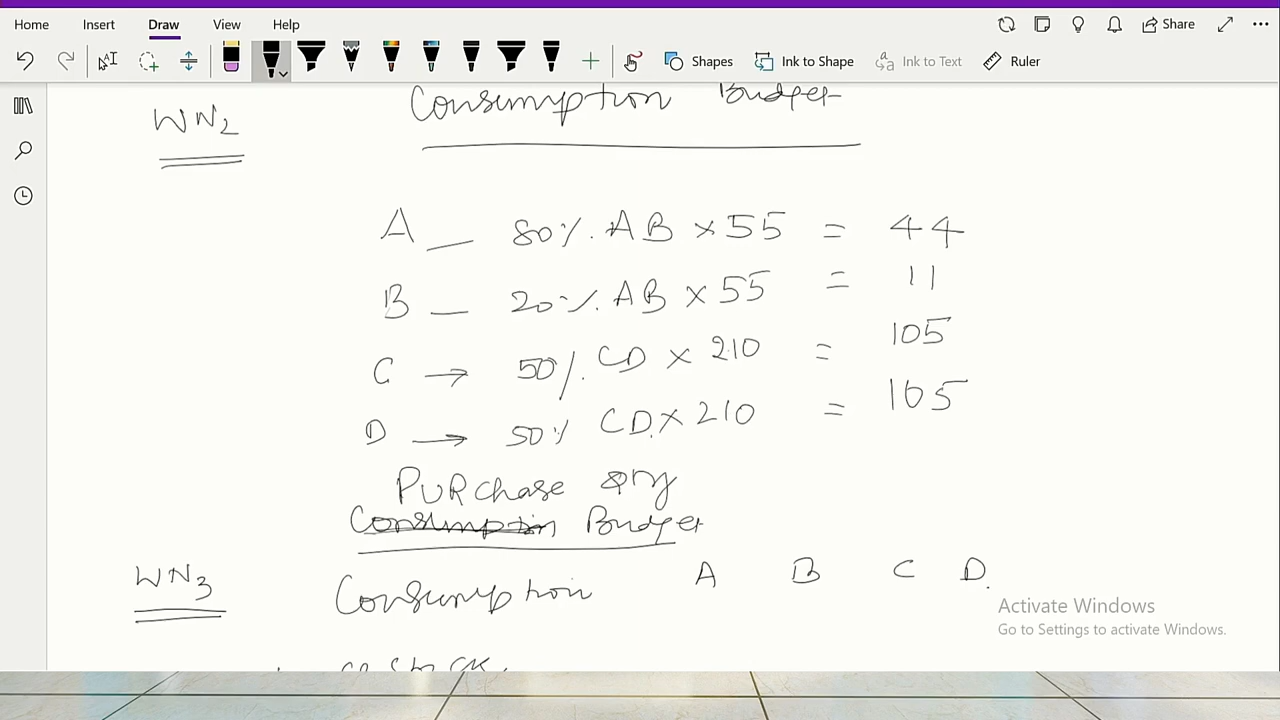 Home Insert Draw View Help Share
Shapes Ink to Shape Ink to Text Ruler
WN2 Consumption Budget
A — 80% AB × 55 = 44
B — 20% AB × 55 = 11
C → 50% CD × 210 = 105
D → 50% CD × 210 = 105
PURchase qty
Consumption Budget
WN3 Consumption A B C D
Activate Windows
Go to Settings to activate Windows.